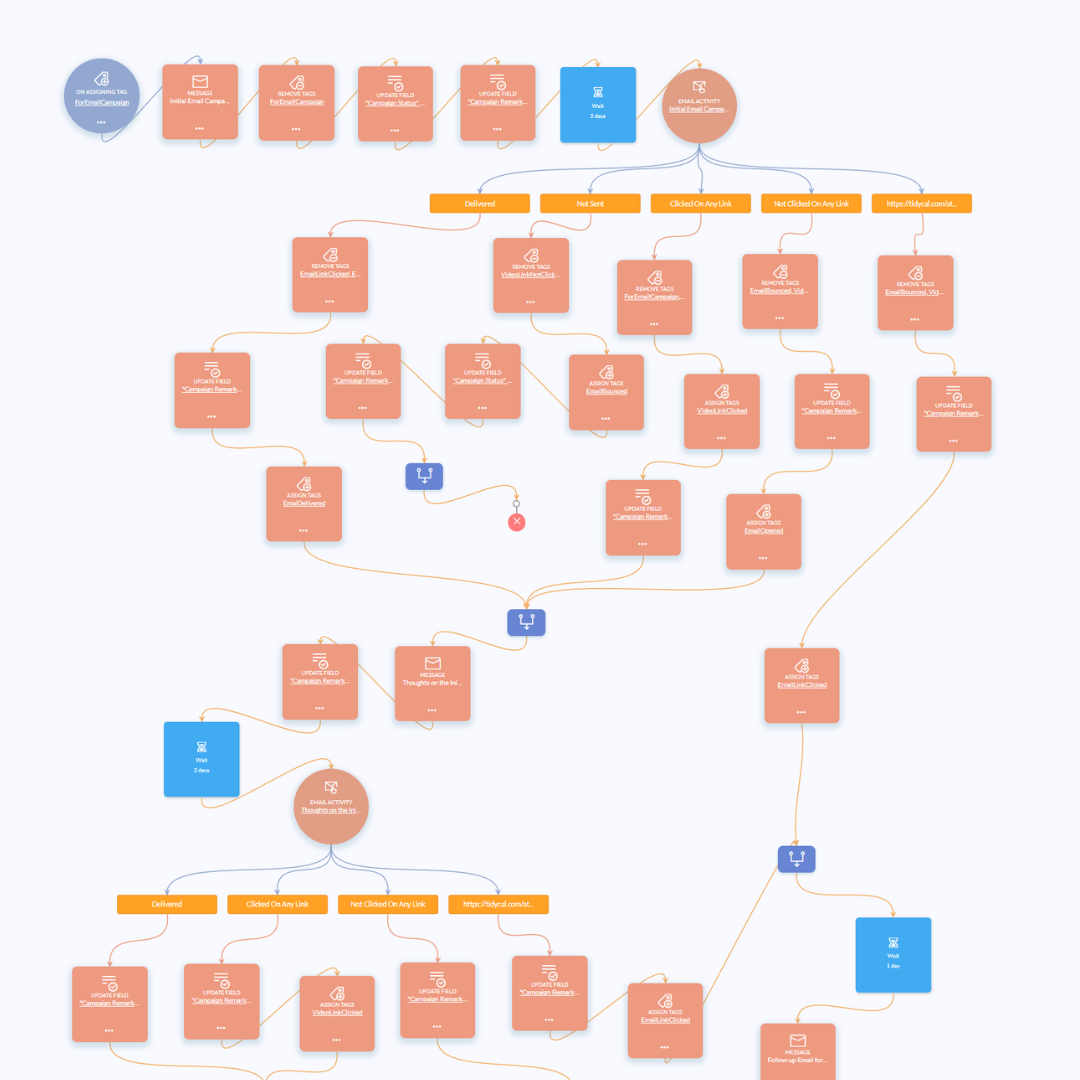 ON ASSIGNING TAG
ForEmailCampaign
MESSAGE
Initial Email Campa...
REMOVE TAGS
ForEmailCampaign
UPDATE FIELD
"Campaign Status"...
UPDATE FIELD
"Campaign Remark...
Wait
2 days
EMAIL ACTIVITY
Initial Email Campa...
Delivered
Not Sent
Clicked On Any Link
Not Clicked On Any Link
https://tidycal.com/at...
REMOVE TAGS
EmailLinkClicked, E...
REMOVE TAGS
VideoLinkNotClick...
REMOVE TAGS
ForEmailCampaign,...
REMOVE TAGS
EmailBounced, Vid...
REMOVE TAGS
EmailBounced, Vid...
UPDATE FIELD
"Campaign Remark...
UPDATE FIELD
"Campaign Remark...
UPDATE FIELD
"Campaign Status"...
ASSIGN TAGS
EmailBounced
ASSIGN TAGS
VideoLinkClicked
UPDATE FIELD
"Campaign Remark...
UPDATE FIELD
"Campaign Remark...
ASSIGN TAGS
EmailDelivered
UPDATE FIELD
"Campaign Remark...
ASSIGN TAGS
EmailOpened
UPDATE FIELD
"Campaign Remark...
MESSAGE
Thoughts on the Ini...
ASSIGN TAGS
EmailLinkClicked
Wait
2 days
EMAIL ACTIVITY
Thoughts on the Ini...
Delivered
Clicked On Any Link
Not Clicked On Any Link
https://tidycal.com/at...
Wait
1 day
UPDATE FIELD
"Campaign Remark...
UPDATE FIELD
"Campaign Remark...
ASSIGN TAGS
VideoLinkClicked
UPDATE FIELD
"Campaign Remark...
UPDATE FIELD
"Campaign Remark...
ASSIGN TAGS
EmailLinkClicked
MESSAGE
Follow-up Email for...